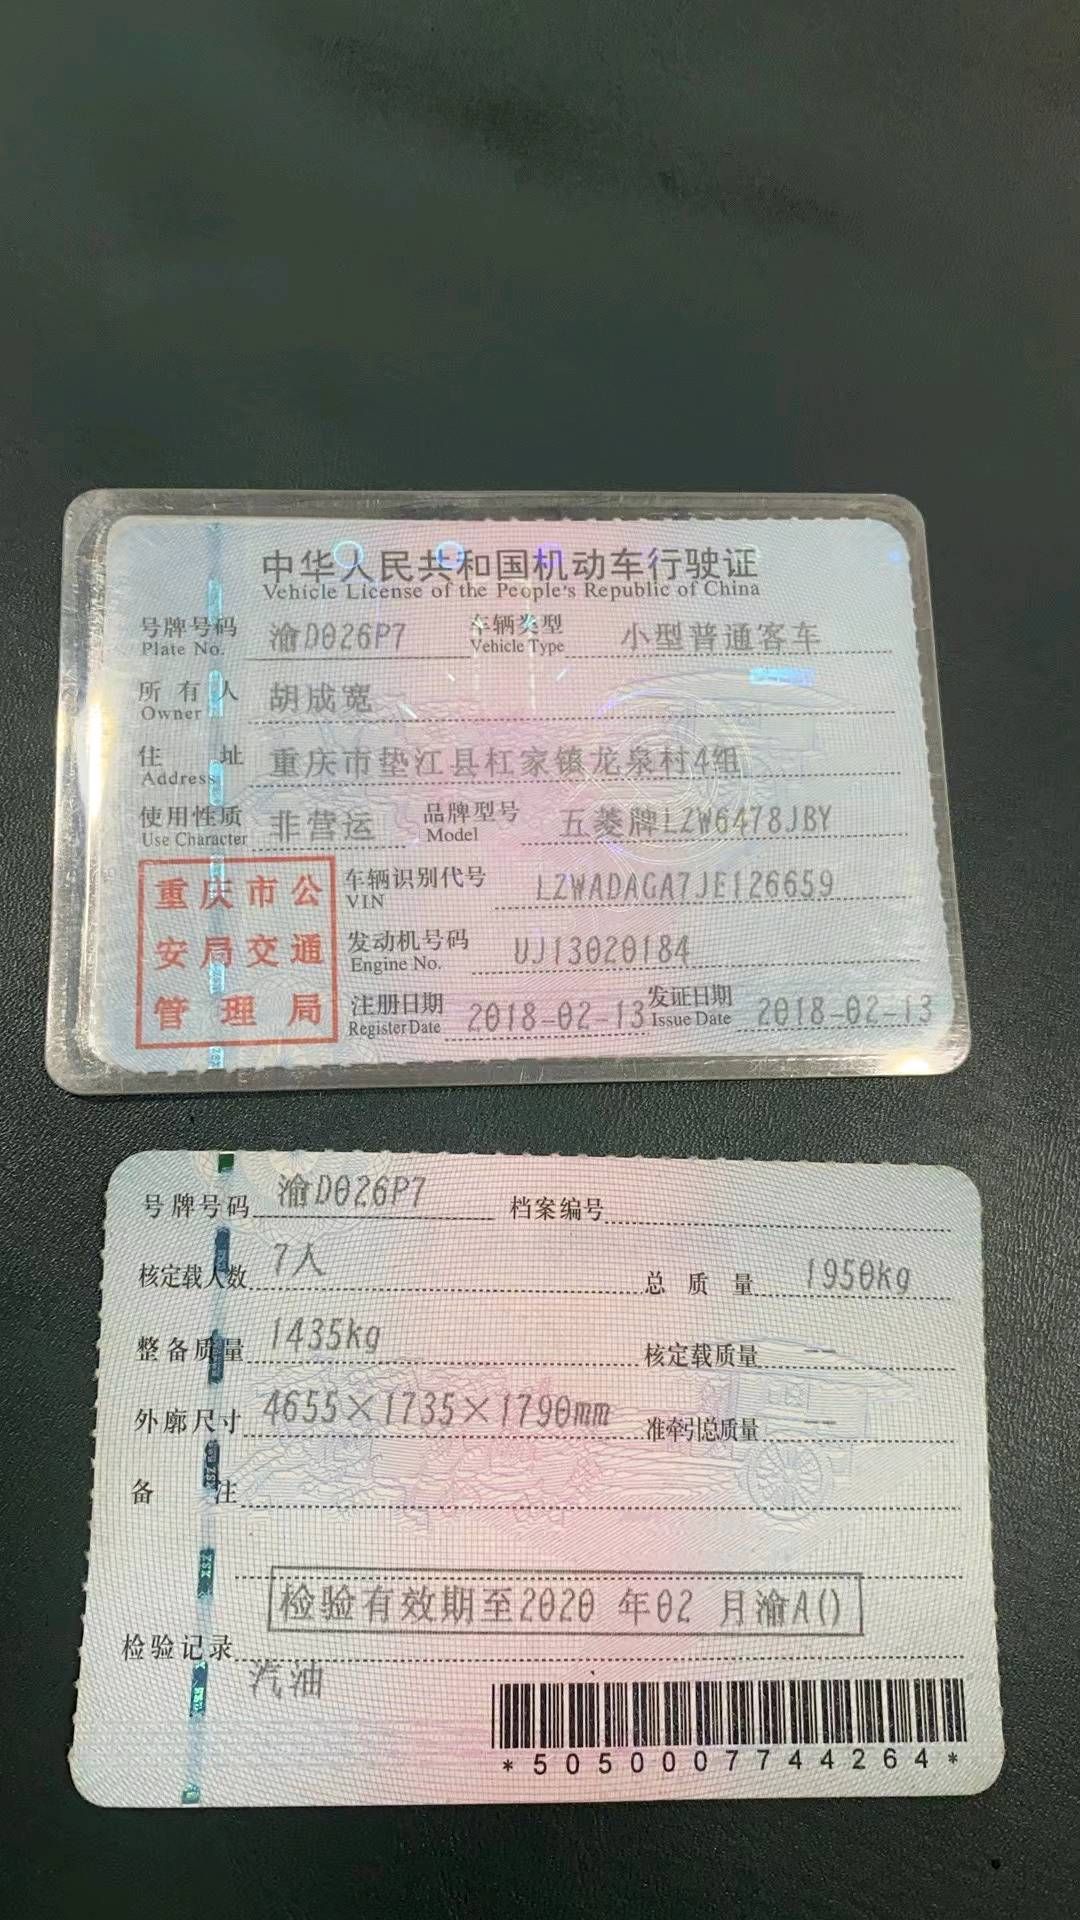 中华人民共和国机动车行驶证
Vehicle License of the People's Republic of China
号牌号码 渝D026P7 车辆类型 小型普通客车
Plate No. Vehicle Type
所有人 胡成宽
Owner
住址 重庆市垫江县杠家镇龙泉村4组
Address
使用性质 非营运 品牌型号 五菱牌LZW6478JBY
Use Character Model
重庆市公
安局交通
管理局
车辆识别代号 LZWADAGA7JE126659
VIN
发动机号码 UJ13020184
Engine No.
注册日期 2018-02-13 发证日期 2018-02-13
Register Date Issue Date
号牌号码 渝D026P7 档案编号
核定载人数 7人 总质量 1950kg
整备质量 1435kg 核定载质量 --
外廓尺寸 4655×1735×1790mm 准牵引总质量 --
备注
检验有效期至2020 年02 月渝A()
检验记录
汽油
*5050007744264*